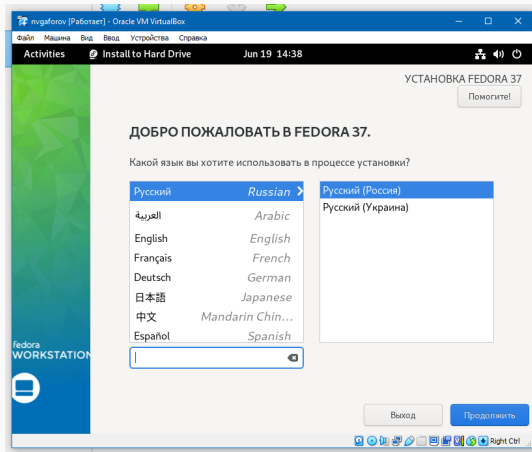 nvgaforov [Работает] - Oracle VM VirtualBox
Файл Машина Вид Ввод Устройства Справка
Activities Install to Hard Drive Jun 19 14:38
УСТАНОВКА FEDORA 37
Помогите!
ДОБРО ПОЖАЛОВАТЬ В FEDORA 37.
Какой язык вы хотите использовать в процессе установки?
Русский Russian
العربية Arabic
English English
Français French
Deutsch German
日本語 Japanese
中文 Mandarin Chin...
Español Spanish
Русский (Россия)
Русский (Украина)
fedora
WORKSTATION
Выход Продолжить
Right Ctrl